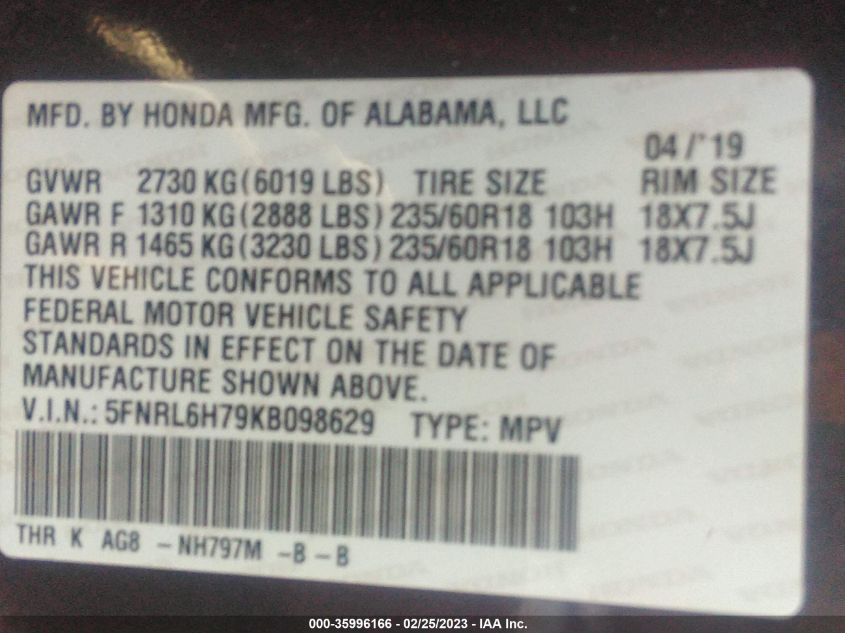 MFD. BY HONDA MFG. OF ALABAMA, LLC
04/'19
GVWR 2730 KG(6019 LBS) TIRE SIZE RIM SIZE
GAWR F 1310 KG(2888 LBS) 235/60R18 103H 18X7.5J
GAWR R 1465 KG(3230 LBS) 235/60R18 103H 18X7.5J
THIS VEHICLE CONFORMS TO ALL APPLICABLE
FEDERAL MOTOR VEHICLE SAFETY
STANDARDS IN EFFECT ON THE DATE OF
MANUFACTURE SHOWN ABOVE.
V.I.N.: 5FNRL6H79KB098629 TYPE: MPV
THR K AG8 -NH797M -B-B
000-35996166 - 02/25/2023 - IAA Inc.